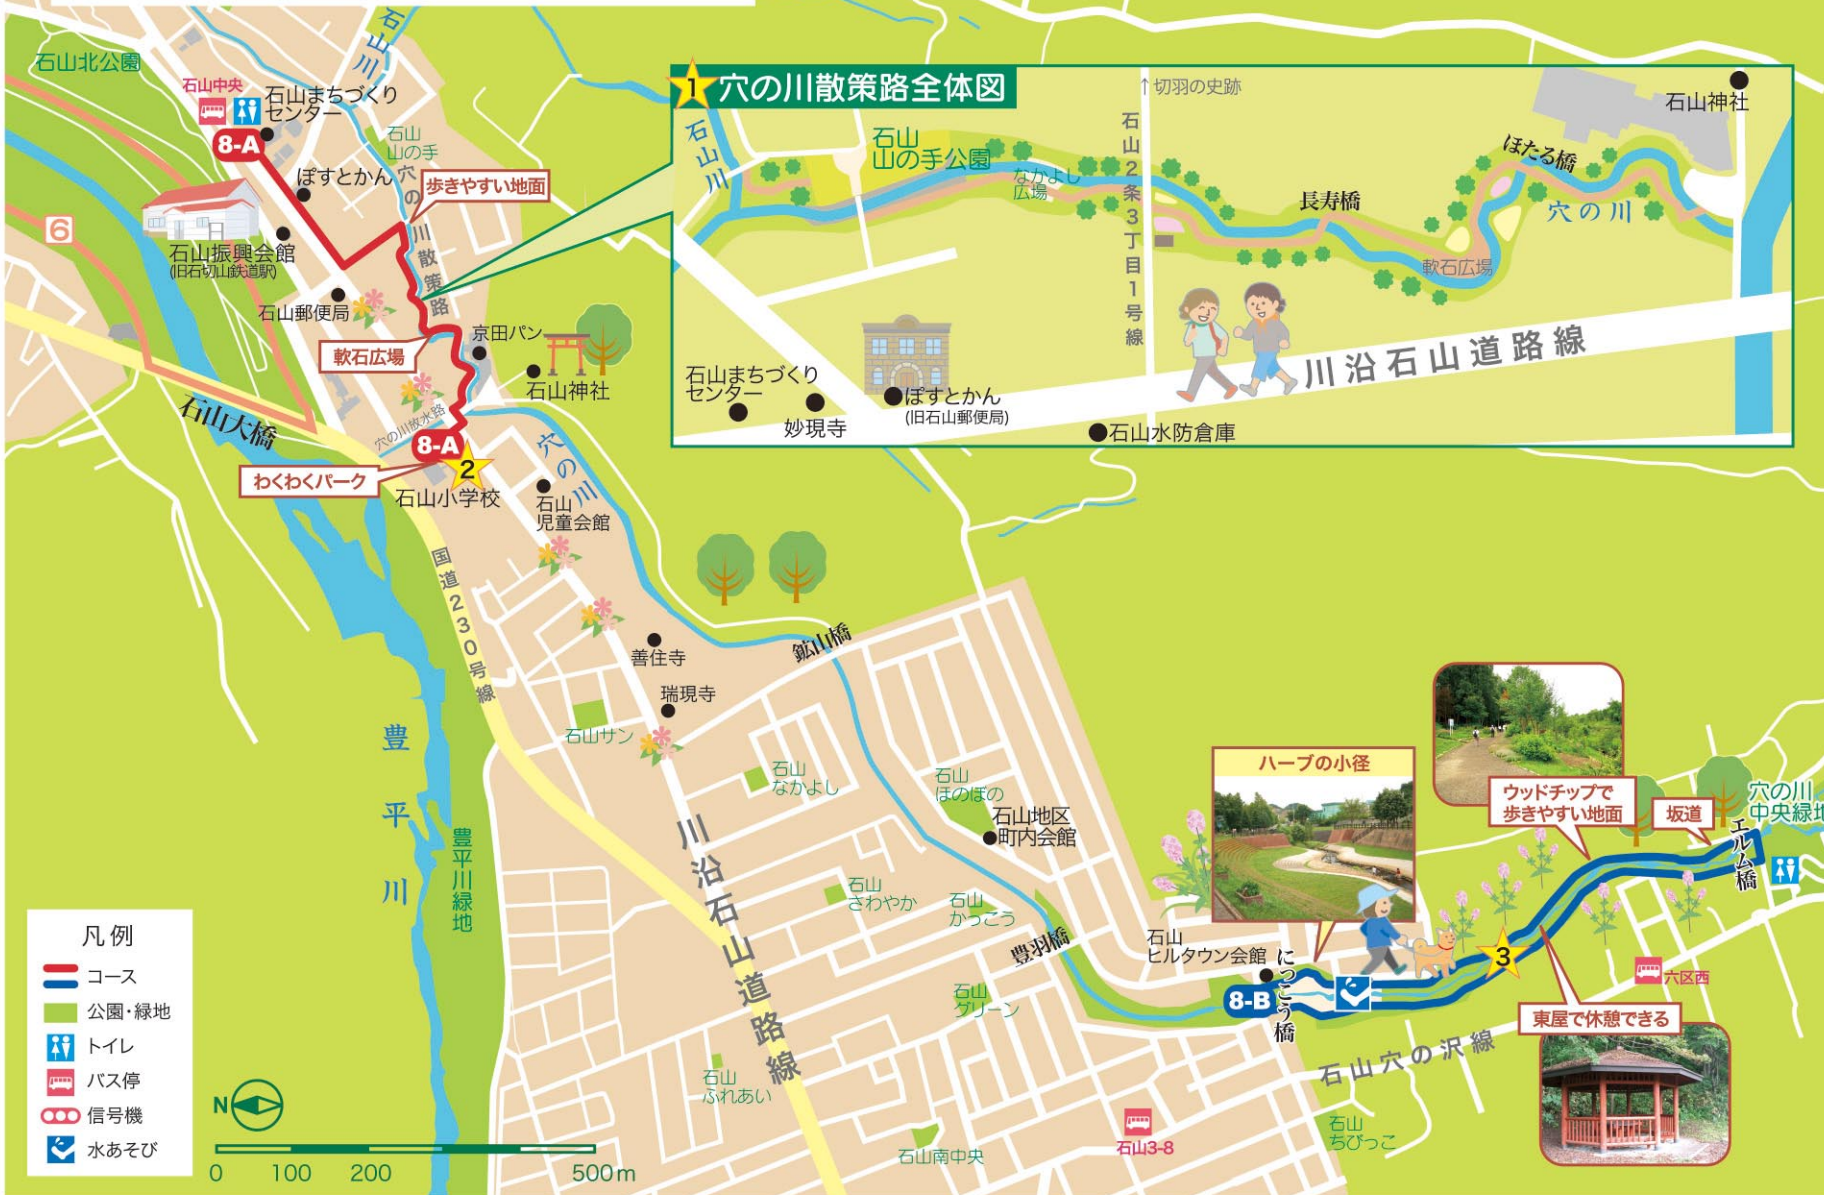 石山北公園
石山中央
石山まちづくり
センター
8-A
石山川
石山
山の手
ぽすとかん
穴の川散策路
歩きやすい地面
6
石山振興会館
(旧石切山鉄道駅)
石山郵便局
京田パン
軟石広場
石山神社
石山大橋
穴の川放水路
8-A
2
わくわくパーク
石山小学校
穴の川
石山
児童会館
国道230号線
1
穴の川散策路全体図
↑切羽の史跡
石山神社
石山川
石山
山の手公園
なかよし
広場
石山2条3丁目1号線
長寿橋
ほたる橋
穴の川
軟石広場
川沿石山道路線
石山まちづくり
センター
妙現寺
ぽすとかん
(旧石山郵便局)
石山水防倉庫
善住寺
鉱山橋
瑞現寺
石山サン
豊平川
豊平川緑地
石山
なかよし
石山
ほのぼの
石山地区
町内会館
川沿石山道路線
石山
さわやか
石山
かっこう
豊羽橋
石山
グリーン
石山
ふれあい
石山南中央
石山3-8
ハーブの小径
ウッドチップで
歩きやすい地面
坂道
穴の川
中央緑地
エルム橋
石山
ヒルタウン会館
にっこう橋
8-B
3
六区西
東屋で休憩できる
石山穴の沢線
石山
ちびっこ
凡例
コース
公園・緑地
トイレ
バス停
信号機
水あそび
N
0 100 200 500m